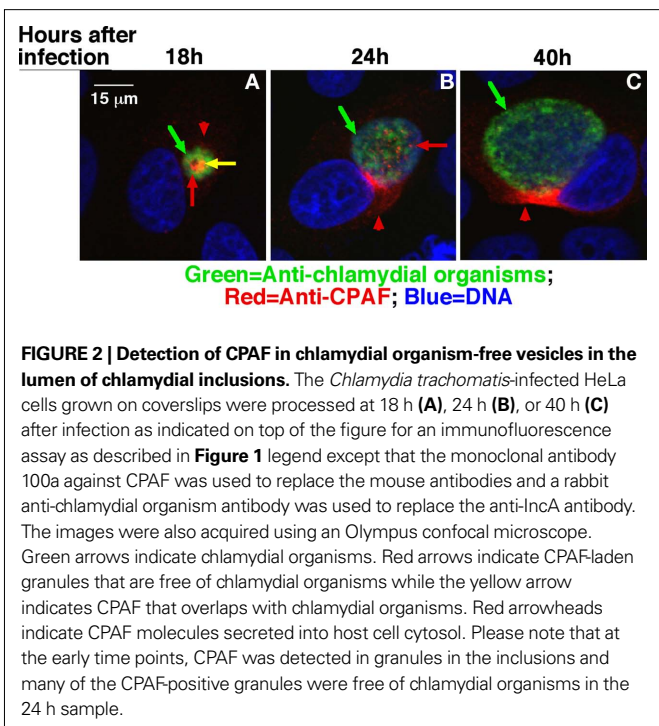 Hours after
infection 18h 24h 40h
A B C
15 µm
Green=Anti-chlamydial organisms;
Red=Anti-CPAF; Blue=DNA
FIGURE 2 | Detection of CPAF in chlamydial organism-free vesicles in the
lumen of chlamydial inclusions. The Chlamydia trachomatis-infected HeLa
cells grown on coverslips were processed at 18 h (A), 24 h (B), or 40 h (C)
after infection as indicated on top of the figure for an immunofluorescence
assay as described in Figure 1 legend except that the monoclonal antibody
100a against CPAF was used to replace the mouse antibodies and a rabbit
anti-chlamydial organism antibody was used to replace the anti-IncA antibody.
The images were also acquired using an Olympus confocal microscope.
Green arrows indicate chlamydial organisms. Red arrows indicate CPAF-laden
granules that are free of chlamydial organisms while the yellow arrow
indicates CPAF that overlaps with chlamydial organisms. Red arrowheads
indicate CPAF molecules secreted into host cell cytosol. Please note that at
the early time points, CPAF was detected in granules in the inclusions and
many of the CPAF-positive granules were free of chlamydial organisms in the
24 h sample.